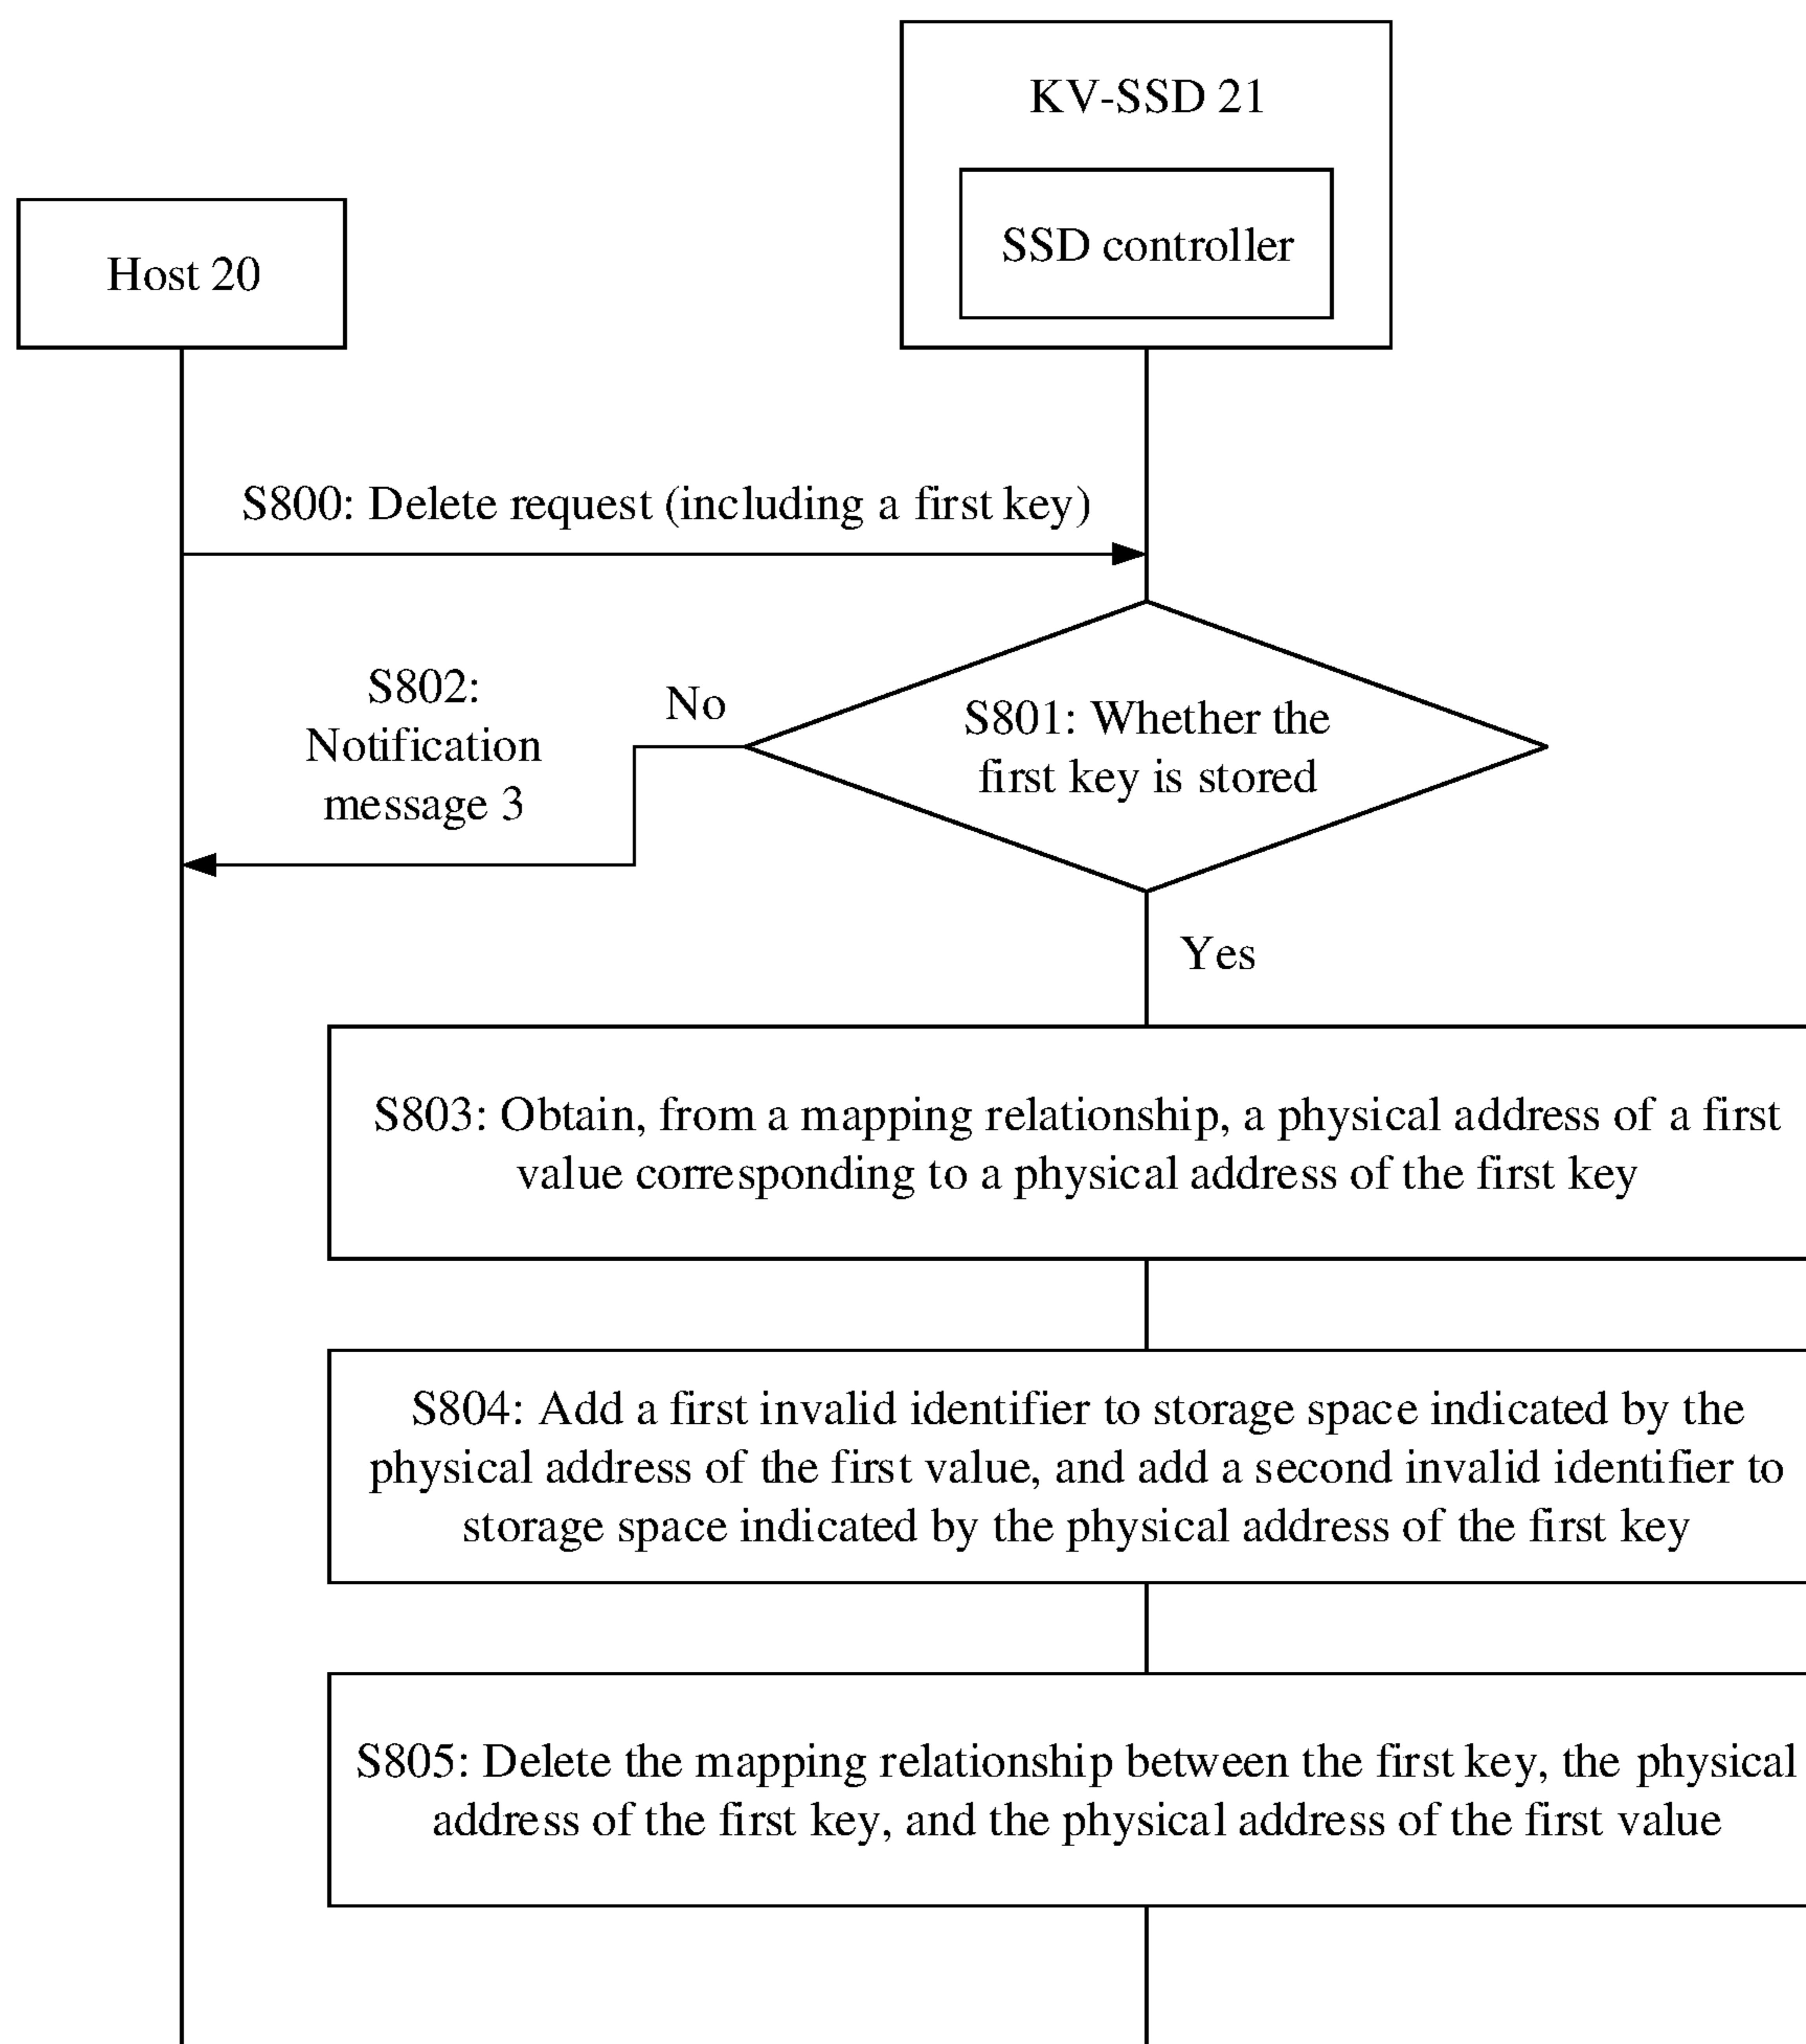 KV-SSD 21
SSD controller
Host 20
S800: Delete request (including a first key)
S802:
Notification
message 3
No
S801: Whether the
first key is stored
Yes
S803: Obtain, from a mapping relationship, a physical address of a first
value corresponding to a physical address of the first key
S804: Add a first invalid identifier to storage space indicated by the
physical address of the first value, and add a second invalid identifier to
storage space indicated by the physical address of the first key
S805: Delete the mapping relationship between the first key, the physical
address of the first key, and the physical address of the first value